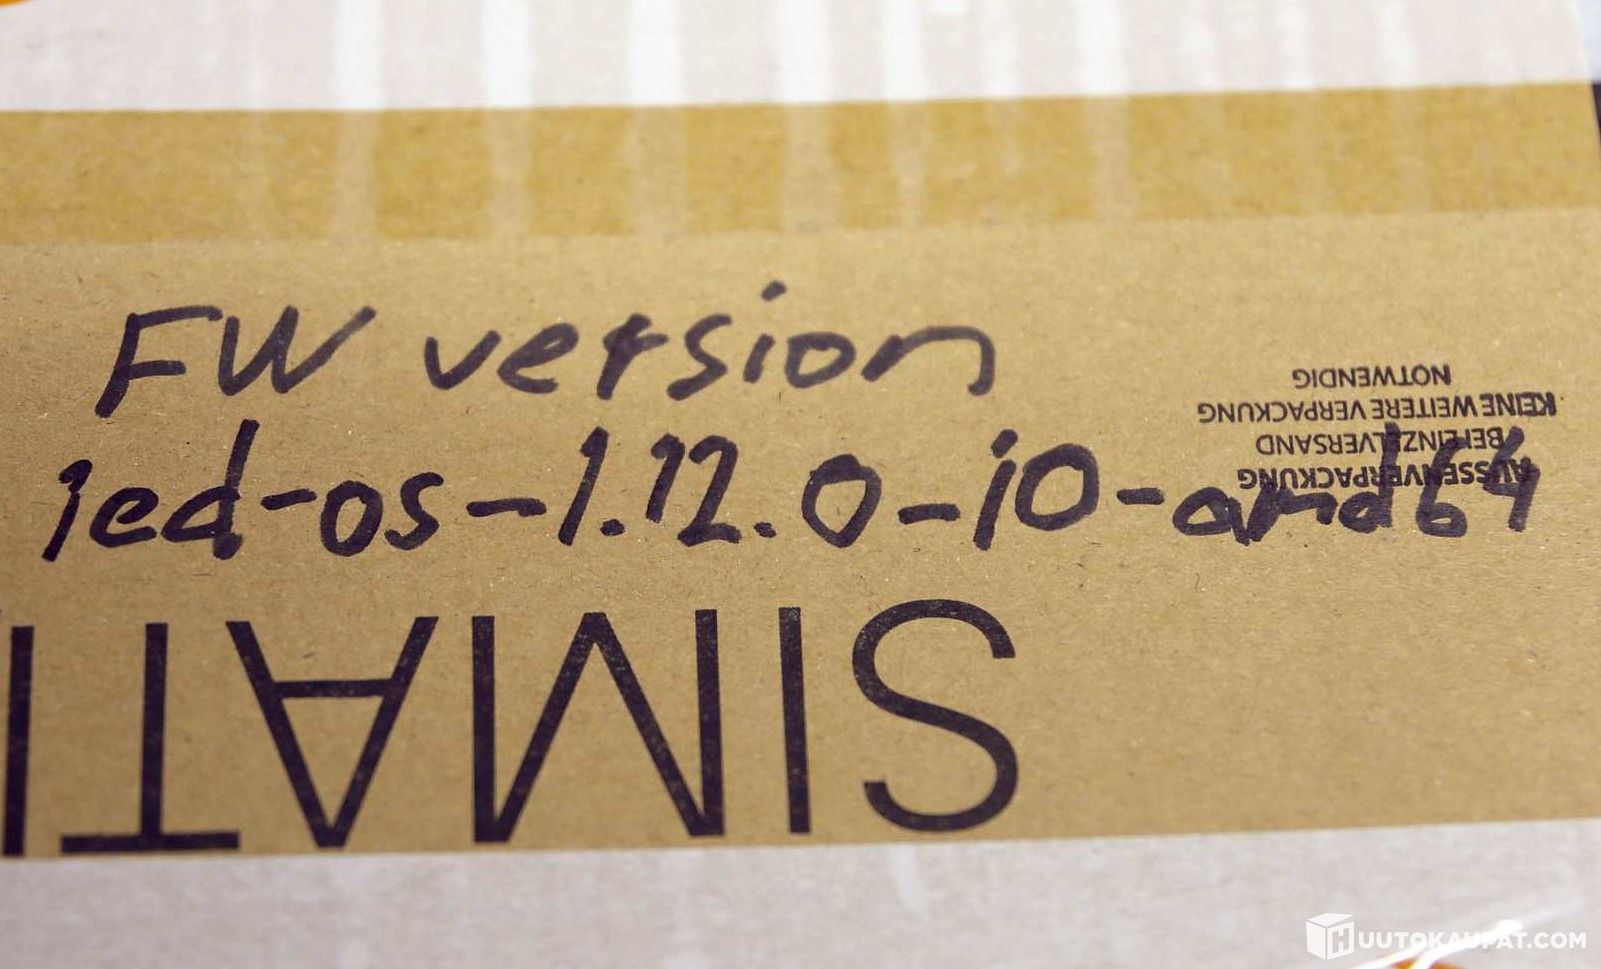 FW version
ied-os-1.12.0-10-amd64
AUSSENVERPACKUNG
BEI EINZELVERSAND
KEINE WEITERE VERPACKUNG
NOTWENDIG
SIMATI
HUUTOKAUPAT.COM